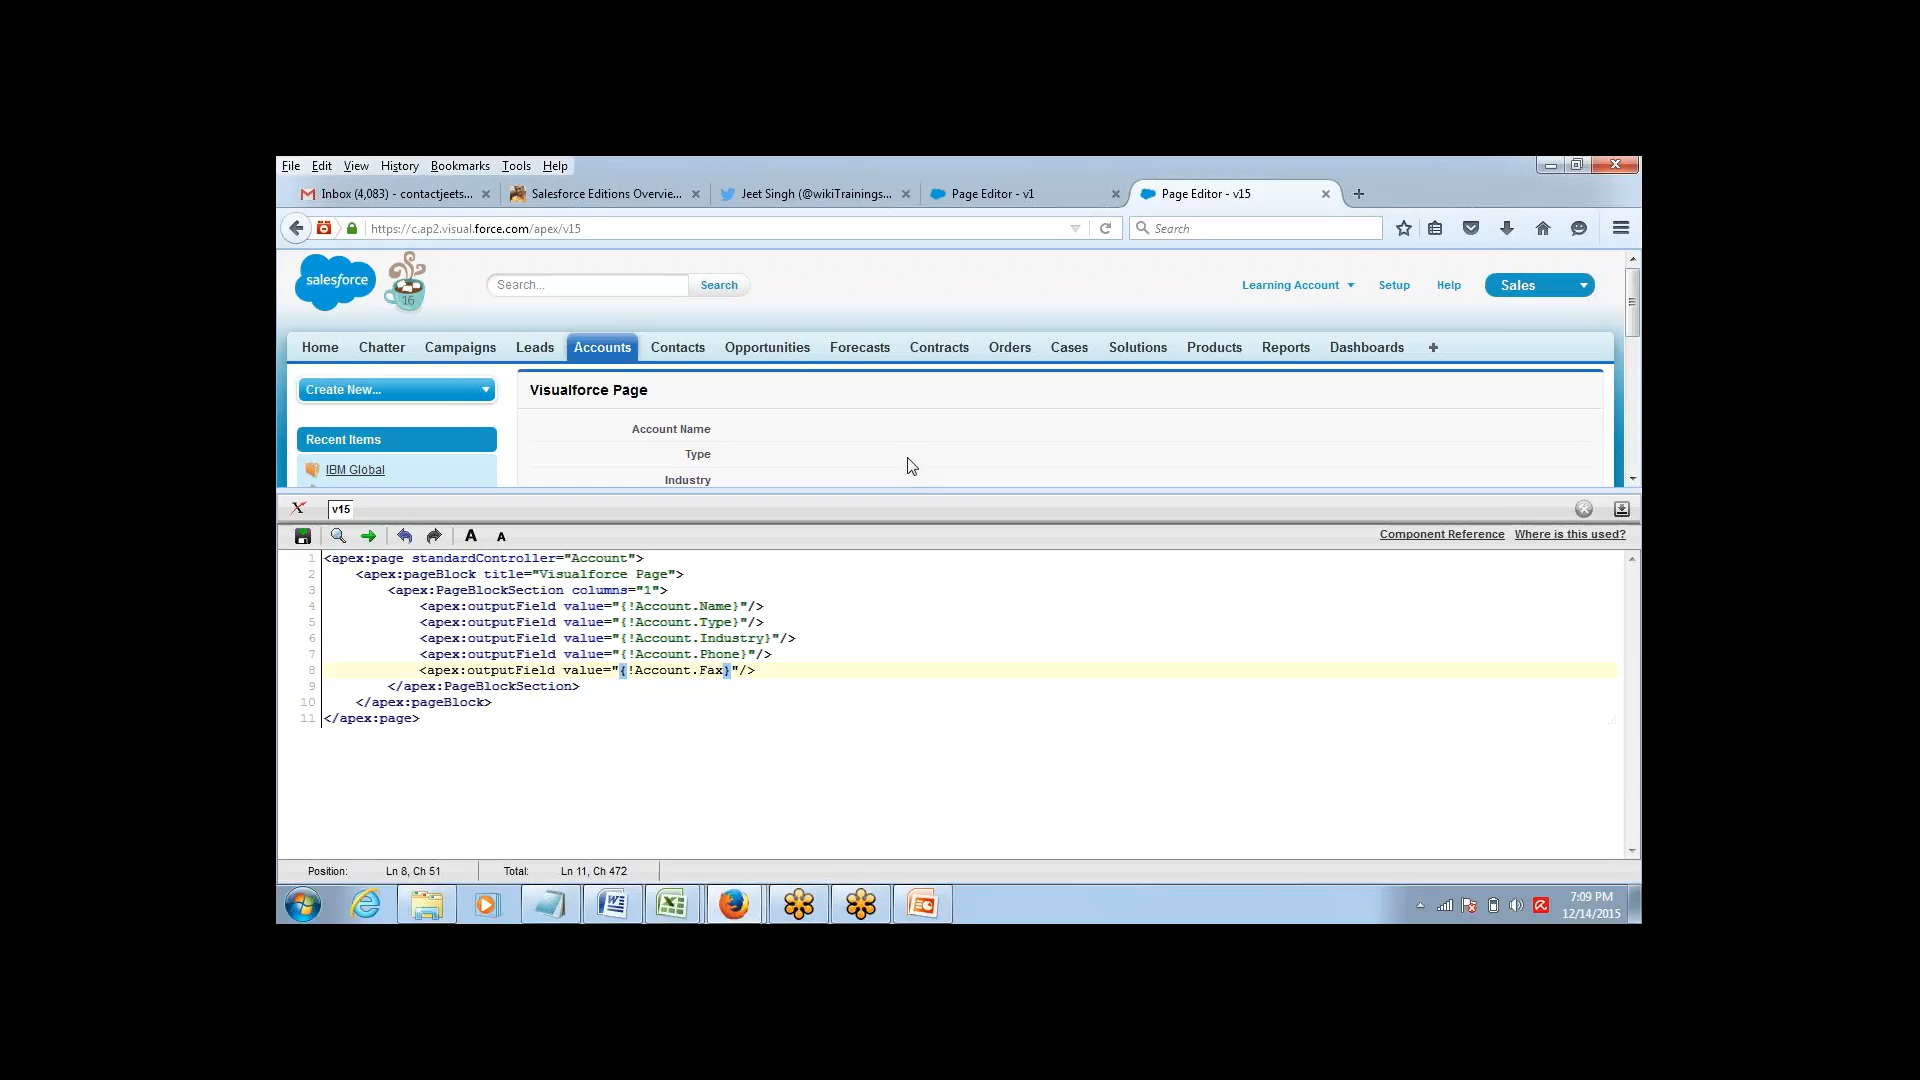 File Edit View History Bookmarks Tools Help
Inbox (4,083) - contactjeets... Salesforce Editions Overvie... Jeet Singh (@wikiTrainings... Page Editor - v1 Page Editor - v15
https://c.ap2.visual.force.com/apex/v15 Search
salesforce 16 Search... Search Learning Account Setup Help Sales
Home Chatter Campaigns Leads Accounts Contacts Opportunities Forecasts Contracts Orders Cases Solutions Products Reports Dashboards +
Create New... Visualforce Page
Account Name
Recent Items
Type
IBM Global
Industry
v15
A A Component Reference Where is this used?
1 <apex:page standardController="Account">
2 <apex:pageBlock title="Visualforce Page">
3 <apex:PageBlockSection columns="1">
4 <apex:outputField value="{!Account.Name}"/>
5 <apex:outputField value="{!Account.Type}"/>
6 <apex:outputField value="{!Account.Industry}"/>
7 <apex:outputField value="{!Account.Phone}"/>
8 <apex:outputField value="{!Account.Fax}"/>
9 </apex:PageBlockSection>
10 </apex:pageBlock>
11 </apex:page>
Position: Ln 8, Ch 51 Total: Ln 11, Ch 472
7:09 PM
12/14/2015